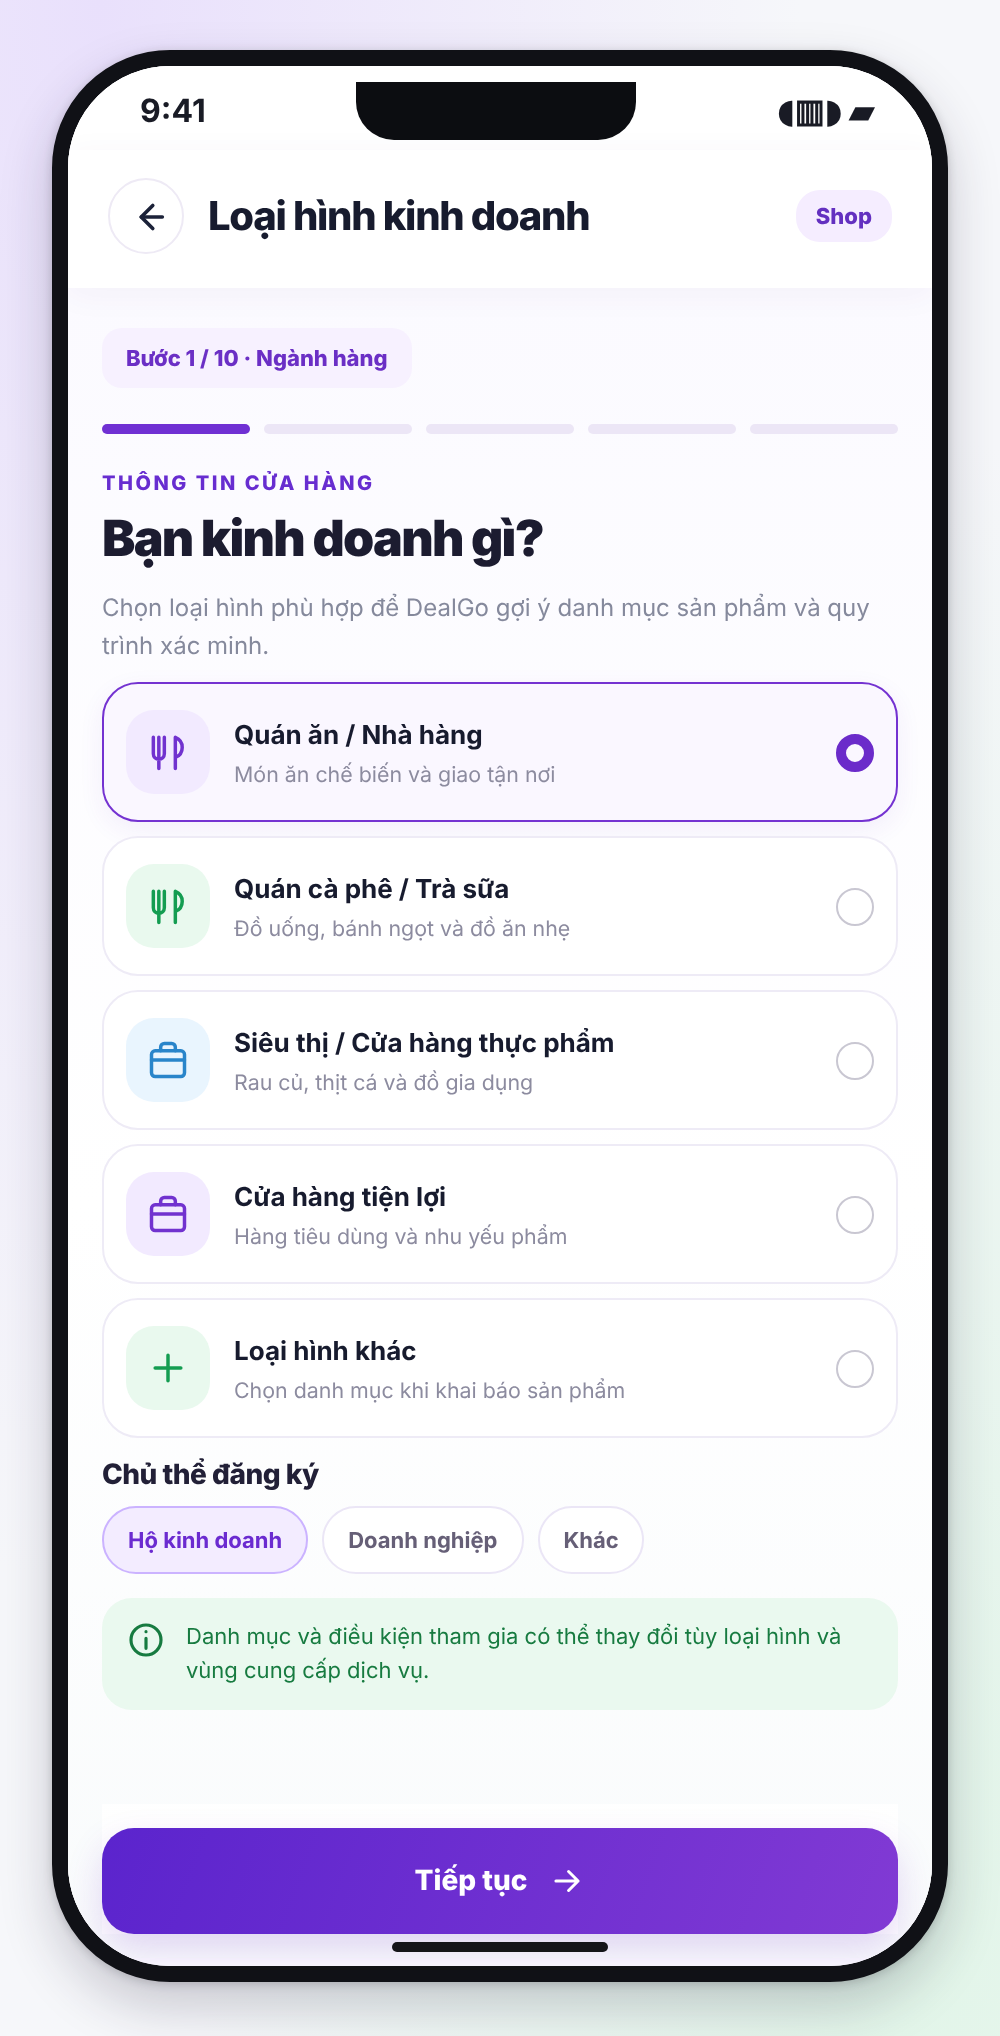 9:41
Loại hình kinh doanh
Shop
Bước 1 / 10 · Ngành hàng
THÔNG TIN CỬA HÀNG
Bạn kinh doanh gì?
Chọn loại hình phù hợp để DealGo gợi ý danh mục sản phẩm và quy
trình xác minh.
Quán ăn / Nhà hàng
Món ăn chế biến và giao tận nơi
Quán cà phê / Trà sữa
Đồ uống, bánh ngọt và đồ ăn nhẹ
Siêu thị / Cửa hàng thực phẩm
Rau củ, thịt cá và đồ gia dụng
Cửa hàng tiện lợi
Hàng tiêu dùng và nhu yếu phẩm
Loại hình khác
Chọn danh mục khi khai báo sản phẩm
Chủ thể đăng ký
Hộ kinh doanh
Doanh nghiệp
Khác
Danh mục và điều kiện tham gia có thể thay đổi tùy loại hình và
vùng cung cấp dịch vụ.
Tiếp tục